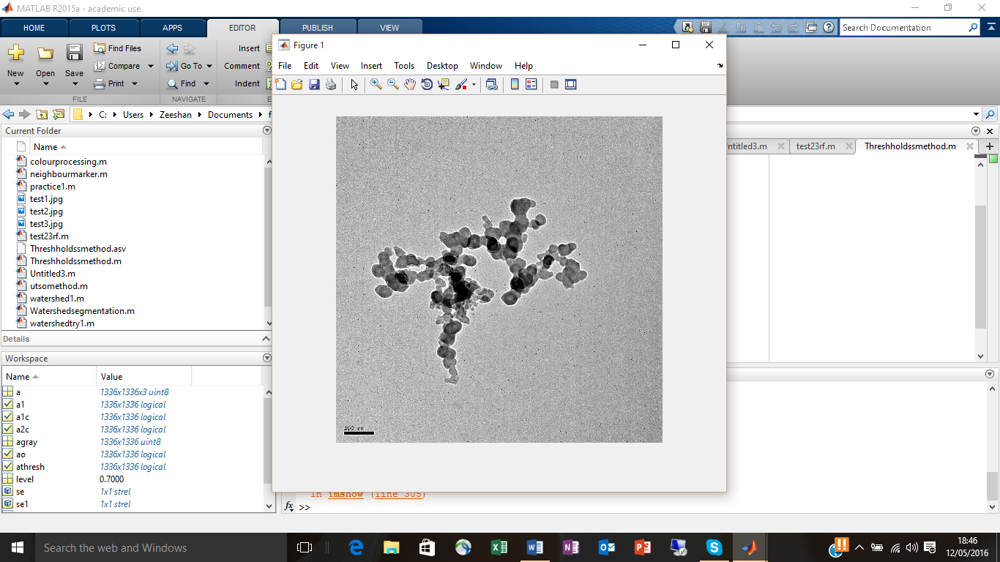 MATLAB R2015a - academic use
HOME PLOTS APPS EDITOR PUBLISH VIEW
Search Documentation
New Open Save Find Files Compare Print
Go To Find
Insert Comment Indent
FILE NAVIGATE
C: Users Zeeshan Documents f
Figure 1
File Edit View Insert Tools Desktop Window Help
100 nm
Current Folder
Name
colourprocessing.m
neighbourmarker.m
practice1.m
test1.jpg
test2.jpg
test3.jpg
test23rf.m
Threshholdssmethod.asv
Threshholdssmethod.m
Untitled3.m
utsomethod.m
watershed1.m
Watershedsegmentation.m
watershedtry1.m
Details
Workspace
Name Value
a 1336x1336x3 uint8
a1 1336x1336 logical
a1c 1336x1336 logical
a2c 1336x1336 logical
agray 1336x1336 uint8
ao 1336x1336 logical
athresh 1336x1336 logical
level 0.7000
se 1x1 strel
se1 1x1 strel
ntitled3.m test23rf.m Threshholdssmethod.m
In imshow (line 305)
fx >>
Search the web and Windows
18:46
12/05/2016